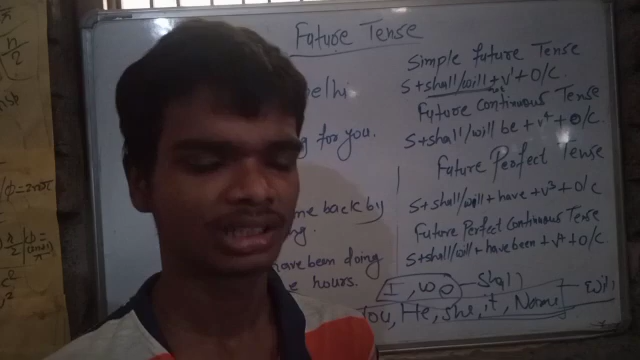 Future Tense
Simple future Tense
elhi
S+shall/will+V¹+O/C.
Future Continuous Tense
g for you.
S+shall/will be+V⁴+O/C.
Future Perfect Tense
S+shall/will+have+V³+O/C
me back by
ng.
Future Perfect Continuous Tense
S+shall/will+have been+V⁴+O/C.
have been doing
hours.
I, we - Shall
You, He, she, it, Name - will